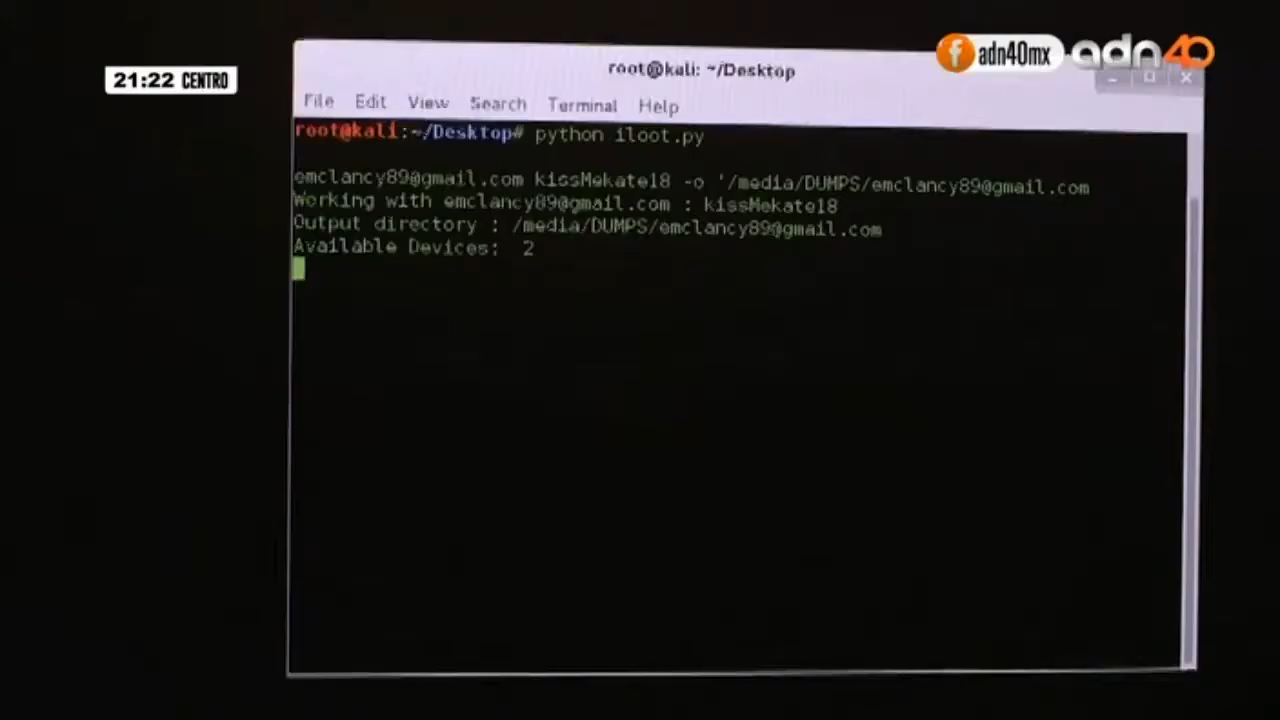 21:22 CENTRO
f adn40mx adn40
root@kali: ~/Desktop
File Edit View Search Terminal Help
root@kali:~/Desktop# python iloot.py
emclancy89@gmail.com kissMekate18 -o '/media/DUMPS/emclancy89@gmail.com
Working with emclancy89@gmail.com : kissMekate18
Output directory : /media/DUMPS/emclancy89@gmail.com
Available Devices: 2